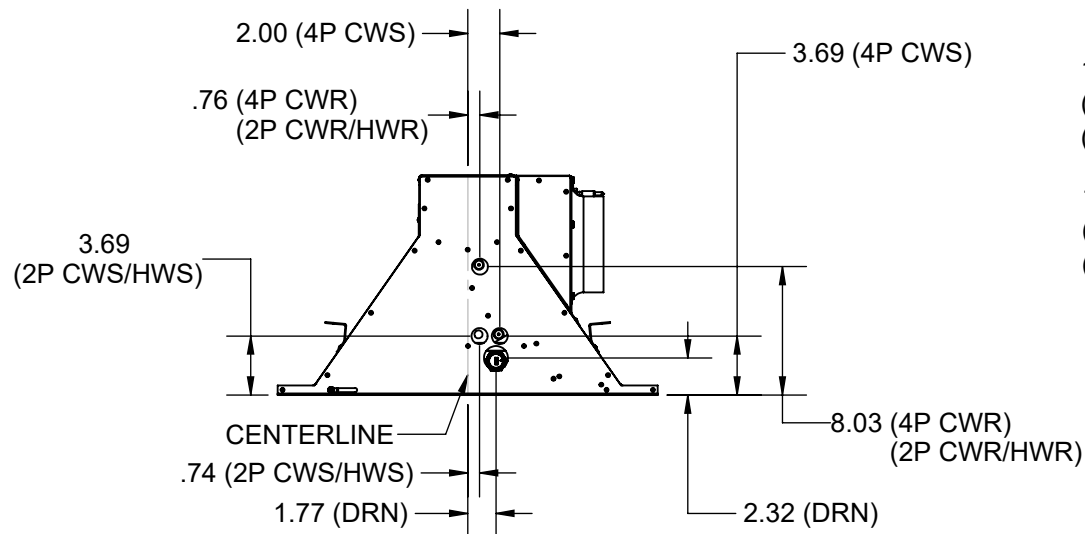 2.00 (4P CWS)
3.69 (4P CWS)
.76 (4P CWR)
(2P CWR/HWR)
3.69
(2P CWS/HWS)
CENTERLINE
8.03 (4P CWR)
(2P CWR/HWR)
.74 (2P CWS/HWS)
1.77 (DRN)
2.32 (DRN)